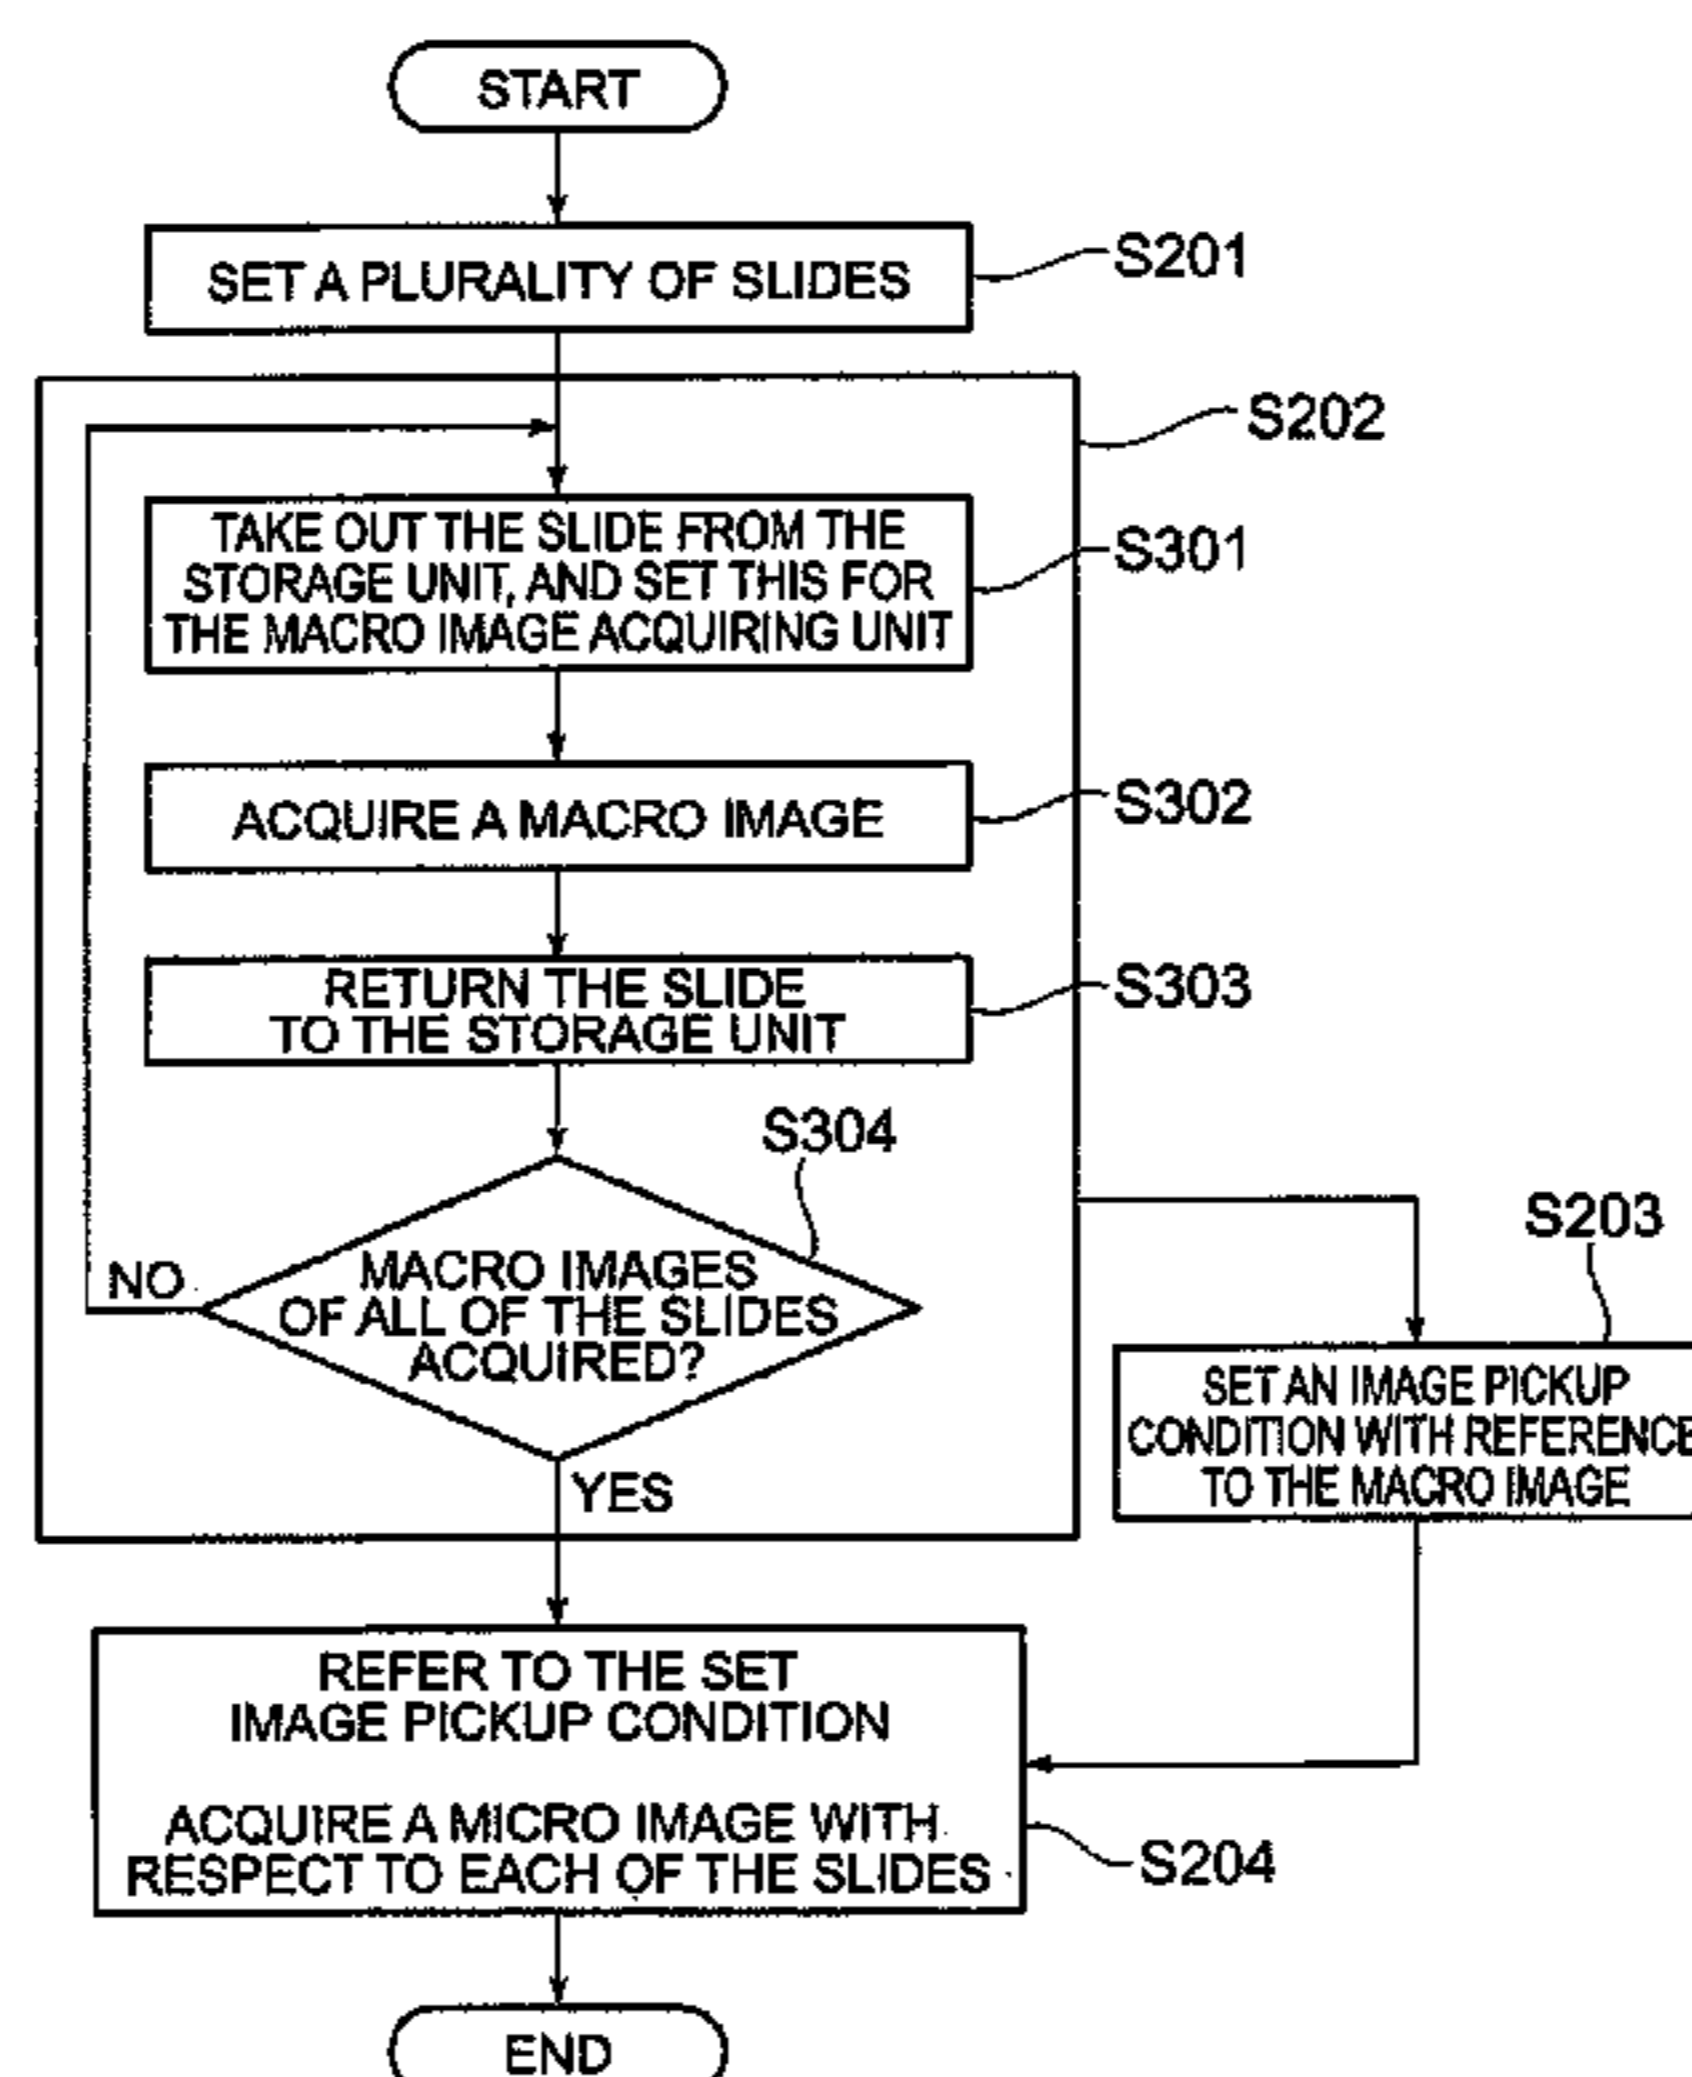 START
SET A PLURALITY OF SLIDES
S201
S202
TAKE OUT THE SLIDE FROM THE
STORAGE UNIT, AND SET THIS FOR
THE MACRO IMAGE ACQUIRING UNIT
S301
ACQUIRE A MACRO IMAGE
S302
RETURN THE SLIDE
TO THE STORAGE UNIT
S303
S304
MACRO IMAGES
OF ALL OF THE SLIDES
ACQUIRED?
NO
YES
S203
SET AN IMAGE PICKUP
CONDITION WITH REFERENCE
TO THE MACRO IMAGE
REFER TO THE SET
IMAGE PICKUP CONDITION
ACQUIRE A MICRO IMAGE WITH
RESPECT TO EACH OF THE SLIDES
S204
END